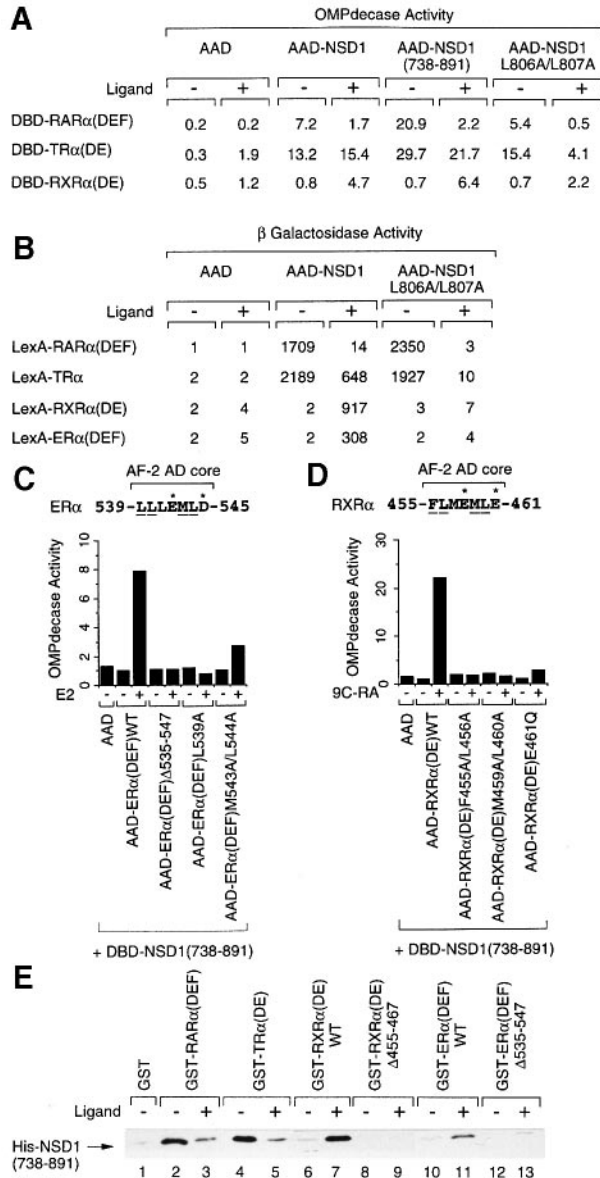 A
OMPdecase Activity
AAD AAD-NSD1 AAD-NSD1 (738-891) AAD-NSD1 L806A/L807A
Ligand - + - + - + - +
DBD-RARα(DEF) 0.2 0.2 7.2 1.7 20.9 2.2 5.4 0.5
DBD-TRα(DE) 0.3 1.9 13.2 15.4 29.7 21.7 15.4 4.1
DBD-RXRα(DE) 0.5 1.2 0.8 4.7 0.7 6.4 0.7 2.2
B
β Galactosidase Activity
AAD AAD-NSD1 AAD-NSD1 L806A/L807A
Ligand - + - + - +
LexA-RARα(DEF) 1 1 1709 14 2350 3
LexA-TRα 2 2 2189 648 1927 10
LexA-RXRα(DE) 2 4 2 917 3 7
LexA-ERα(DEF) 2 5 2 308 2 4
C
AF-2 AD core
* *
ERα 539-LLLEMLD-545
OMPdecase Activity
10
8
6
4
2
0
E2 - - + - + - + - +
AAD
AAD-ERα(DEF)WT
AAD-ERα(DEF)Δ535-547
AAD-ERα(DEF)L539A
AAD-ERα(DEF)M543A/L544A
+ DBD-NSD1(738-891)
D
AF-2 AD core
* *
RXRα 455-FLMEMLE-461
OMPdecase Activity
30
20
10
0
9C-RA - - + - + - + - +
AAD
AAD-RXRα(DE)WT
AAD-RXRα(DE)F455A/L456A
AAD-RXRα(DE)M459A/L460A
AAD-RXRα(DE)E461Q
+ DBD-NSD1(738-891)
E
GST
GST-RARα(DEF)
GST-TRα(DE)
GST-RXRα(DE) WT
GST-RXRα(DE) Δ455-467
GST-ERα(DEF) WT
GST-ERα(DEF) Δ535-547
Ligand - - + - + - + - + - + - +
His-NSD1 (738-891)
1 2 3 4 5 6 7 8 9 10 11 12 13